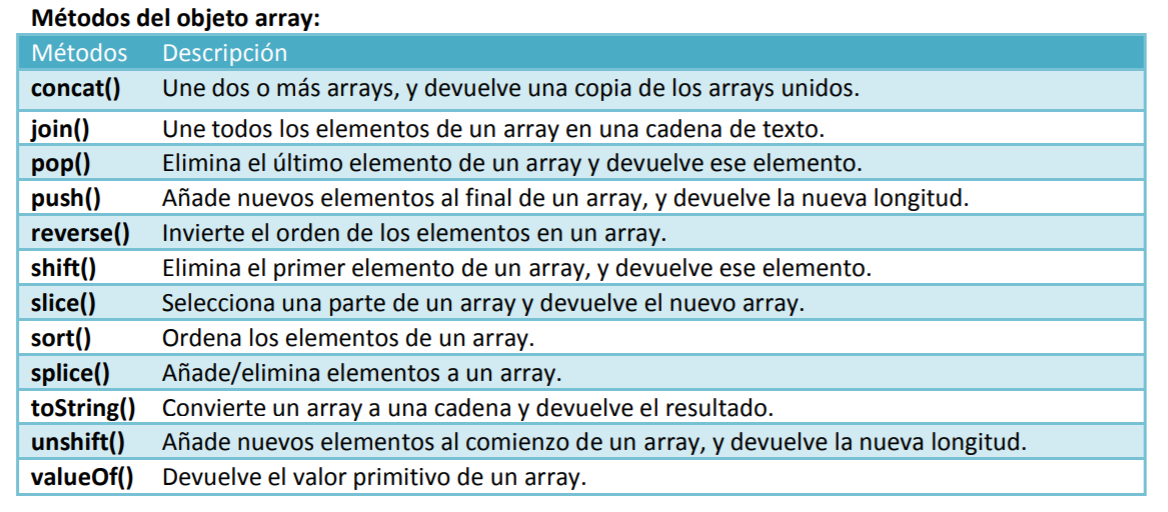 Métodos del objeto array:
Métodos Descripción
concat() Une dos o más arrays, y devuelve una copia de los arrays unidos.
join() Une todos los elementos de un array en una cadena de texto.
pop() Elimina el último elemento de un array y devuelve ese elemento.
push() Añade nuevos elementos al final de un array, y devuelve la nueva longitud.
reverse() Invierte el orden de los elementos en un array.
shift() Elimina el primer elemento de un array, y devuelve ese elemento.
slice() Selecciona una parte de un array y devuelve el nuevo array.
sort() Ordena los elementos de un array.
splice() Añade/elimina elementos a un array.
toString() Convierte un array a una cadena y devuelve el resultado.
unshift() Añade nuevos elementos al comienzo de un array, y devuelve la nueva longitud.
valueOf() Devuelve el valor primitivo de un array.